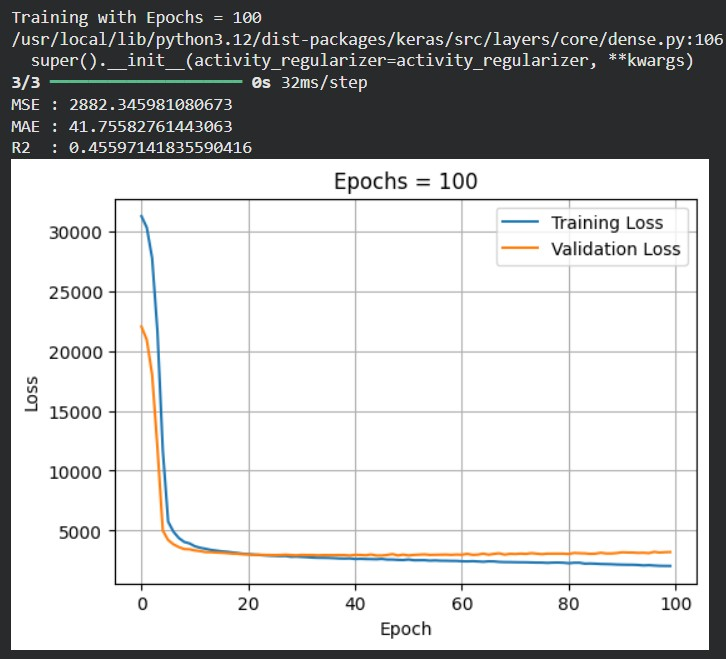 Training with Epochs = 100
/usr/local/lib/python3.12/dist-packages/keras/src/layers/core/dense.py:106
super().__init__(activity_regularizer=activity_regularizer, **kwargs)
3/3 0s 32ms/step
MSE : 2882.345981080673
MAE : 41.75582761443063
R2 : 0.45597141835590416
Epochs = 100
Training Loss
Validation Loss
30000
25000
20000
15000
10000
5000
Loss
0 20 40 60 80 100
Epoch